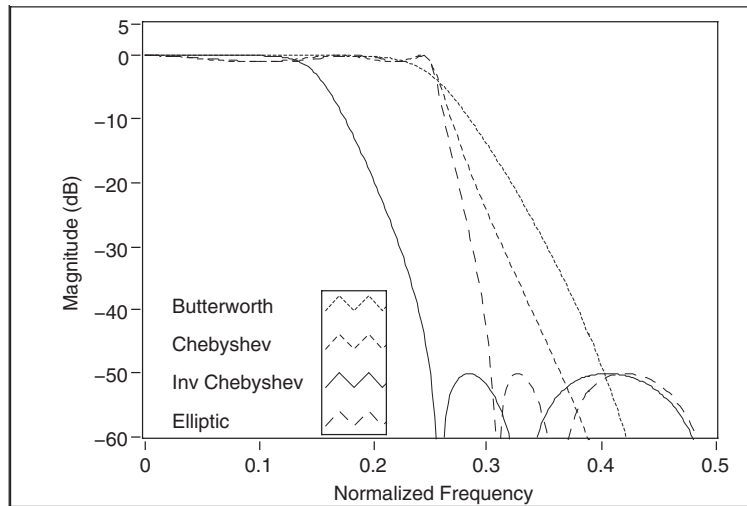 5
0
−10
−20
−30
−40
−50
−60
Magnitude (dB)
Butterworth
Chebyshev
Inv Chebyshev
Elliptic
0 0.1 0.2 0.3 0.4 0.5
Normalized Frequency